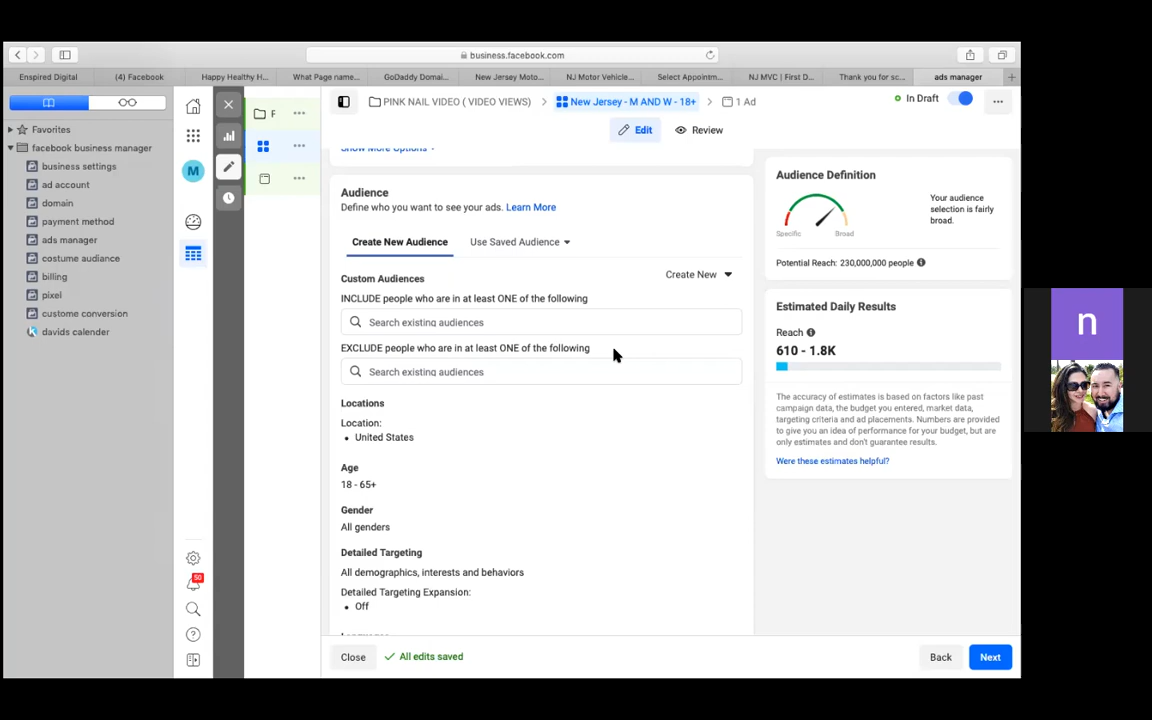 business.facebook.com
Enspired Digital
(4) Facebook
Happy Healthy H...
What Page name...
GoDaddy Domai...
New Jersey Moto...
NJ Motor Vehicle...
Select Appointm...
NJ MVC | First D...
Thank you for sc...
ads manager
Favorites
facebook business manager
business settings
ad account
domain
payment method
ads manager
costume audiance
billing
pixel
custome conversion
davids calender
M
50
F
PINK NAIL VIDEO ( VIDEO VIEWS)
New Jersey - M AND W - 18+
1 Ad
In Draft
Edit
Review
Show More Options
Audience
Define who you want to see your ads. Learn More
Create New Audience
Use Saved Audience
Custom Audiences
Create New
INCLUDE people who are in at least ONE of the following
Search existing audiences
EXCLUDE people who are in at least ONE of the following
Search existing audiences
Locations
Location:
• United States
Age
18 - 65+
Gender
All genders
Detailed Targeting
All demographics, interests and behaviors
Detailed Targeting Expansion:
• Off
Close
All edits saved
Back
Next
Audience Definition
Specific
Broad
Your audience
selection is fairly
broad.
Potential Reach: 230,000,000 people
Estimated Daily Results
Reach
610 - 1.8K
The accuracy of estimates is based on factors like past
campaign data, the budget you entered, market data,
targeting criteria and ad placements. Numbers are provided
to give you an idea of performance for your budget, but are
only estimates and don't guarantee results.
Were these estimates helpful?
n